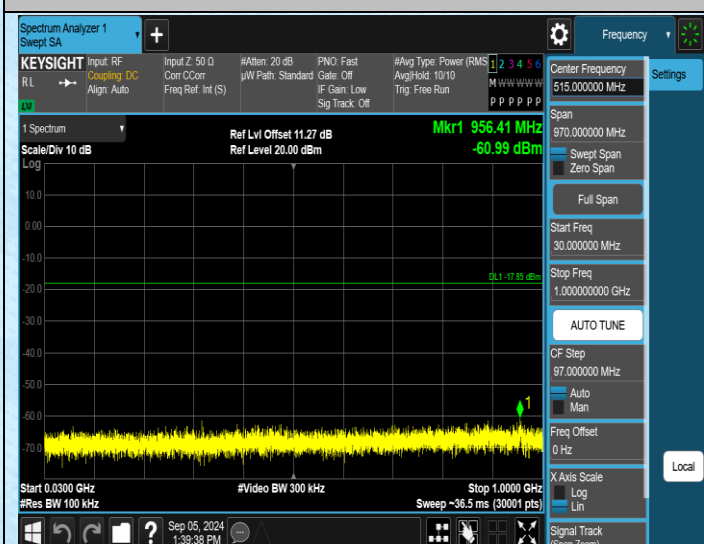 Spectrum Analyzer 1
Swept SA
+
Frequency
KEYSIGHT
RL
LXI
Input: RF
Coupling: DC
Align: Auto
Input Z: 50 Ω
Corr CCorr
Freq Ref: Int (S)
#Atten: 20 dB
µW Path: Standard
PNO: Fast
Gate: Off
IF Gain: Low
Sig Track: Off
#Avg Type: Power (RMS
Avg|Hold: 10/10
Trig: Free Run
1 2 3 4 5 6
M W W W W W
P P P P P P
1 Spectrum
Scale/Div 10 dB
Log
Ref Lvl Offset 11.27 dB
Ref Level 20.00 dBm
Mkr1 956.41 MHz
-60.99 dBm
10.0
0.00
-10.0
-20.0
-30.0
-40.0
-50.0
-60.0
-70.0
DL1 -17.85 dBm
1
Start 0.0300 GHz
#Res BW 100 kHz
#Video BW 300 kHz
Stop 1.0000 GHz
Sweep ~36.5 ms (30001 pts)
Sep 05, 2024
1:39:38 PM
?
Center Frequency
515.000000 MHz
Settings
Span
970.000000 MHz
Swept Span
Zero Span
Full Span
Start Freq
30.000000 MHz
Stop Freq
1.000000000 GHz
AUTO TUNE
CF Step
97.000000 MHz
Auto
Man
Freq Offset
0 Hz
X Axis Scale
Log
Lin
Local
Signal Track
(Span Zoom)